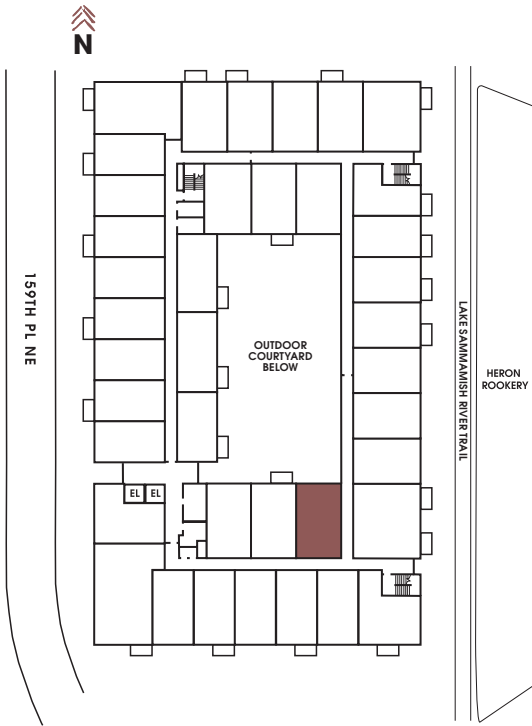 N
159TH PL NE
OUTDOOR
COURTYARD
BELOW
LAKE SAMMAMISH RIVER TRAIL
HERON
ROOKERY
EL
EL